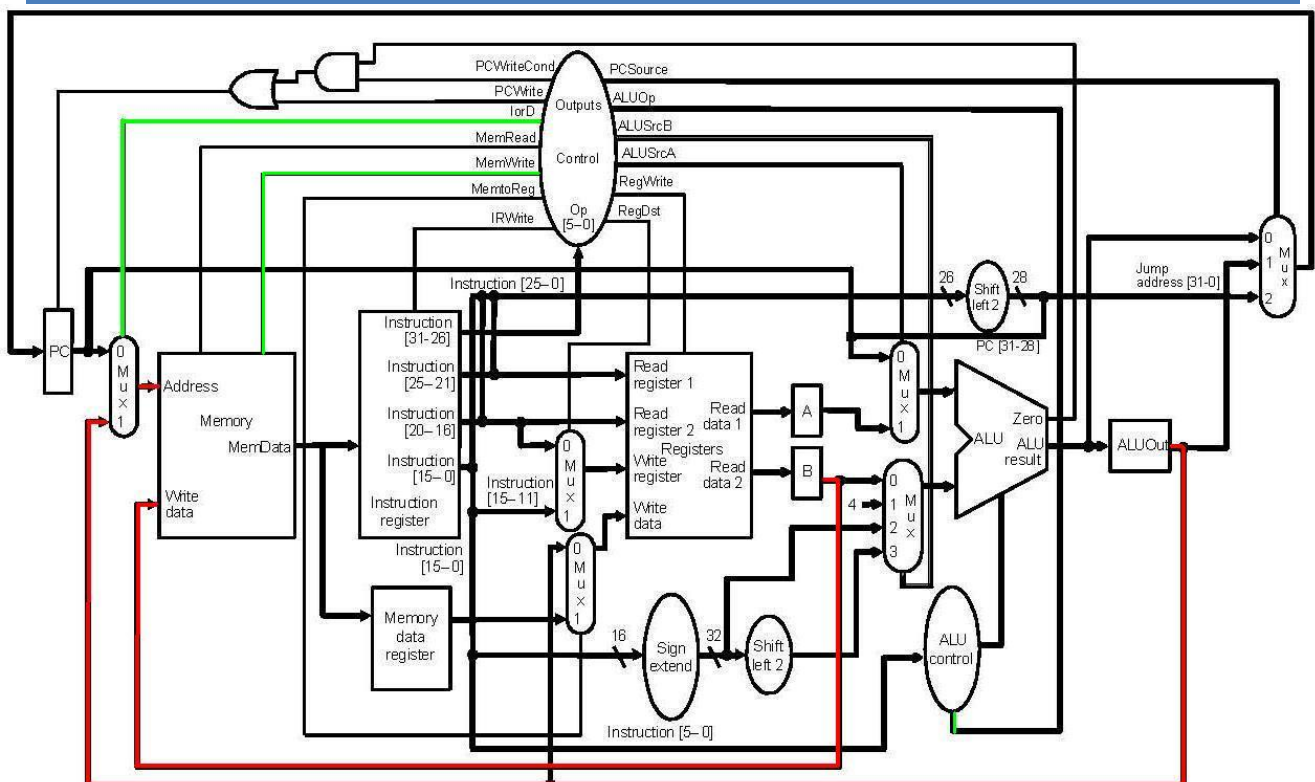 PCWriteCond
PCSource
PCWrite
Outputs
ALUOp
IorD
ALUSrcB
MemRead
Control
ALUSrcA
MemWrite
RegWrite
MemtoReg
Op
[5–0]
RegDst
IRWrite
Instruction [25–0]
26
28
Shift
left 2
Jump
address [31-0]
PC [31-28]
0
1
2
M
u
x
PC
0
M
u
x
1
Address
Memory
MemData
Write
data
Instruction
[31-26]
Instruction
[25–21]
Instruction
[20–16]
Instruction
[15–0]
Instruction
register
Instruction
[15–11]
Instruction
[15–0]
0
M
u
x
1
Read
register 1
Read
register 2
Write
register
Write
data
Registers
Read
data 1
Read
data 2
A
B
0
M
u
x
1
4
0
1
2
3
M
u
x
Zero
ALU
ALU
result
ALUOut
0
M
u
x
1
Memory
data
register
16
Sign
extend
32
Shift
left 2
ALU
control
Instruction [5–0]